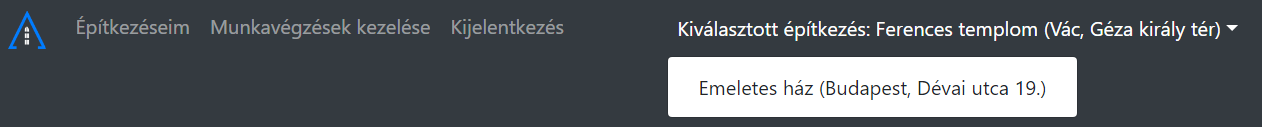 Építkezéseim Munkavégzések kezelése Kijelentkezés Kiválasztott építkezés: Ferences templom (Vác, Géza király tér)
Emeletes ház (Budapest, Dévai utca 19.)